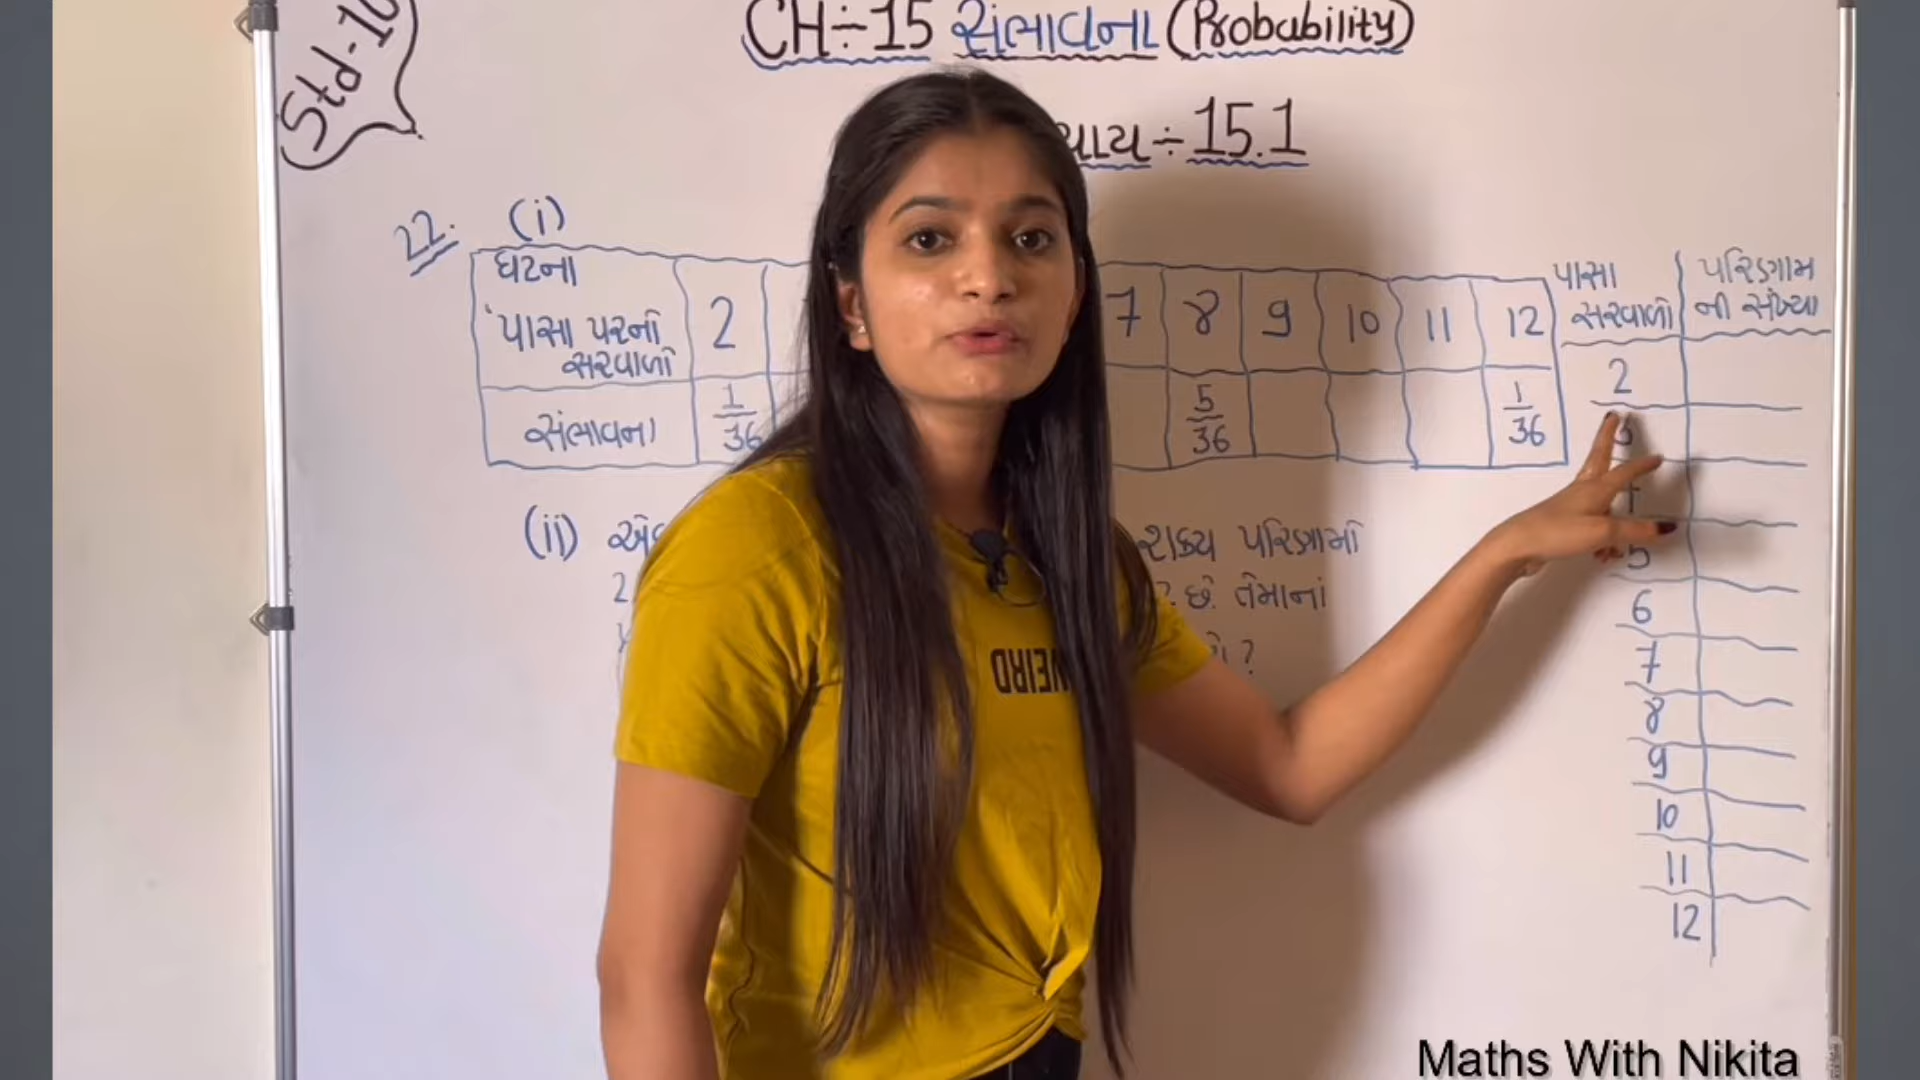 Std-10
CH÷15 સંભાવના (Probability)
ધ્યાય÷15.1
22. (i)
ઘટના
પાસા પરનો સરવાળો
2 7 8 9 10 11 12
સંભાવના
1/36 5/36 1/36
(ii)
શક્ય પરિણામો
2
છે. તેમાનાં
?
પાસા સરવાળો
પરિણામ ની સંખ્યા
2
3
4
5
6
7
8
9
10
11
12
WEIRD
Maths With Nikita